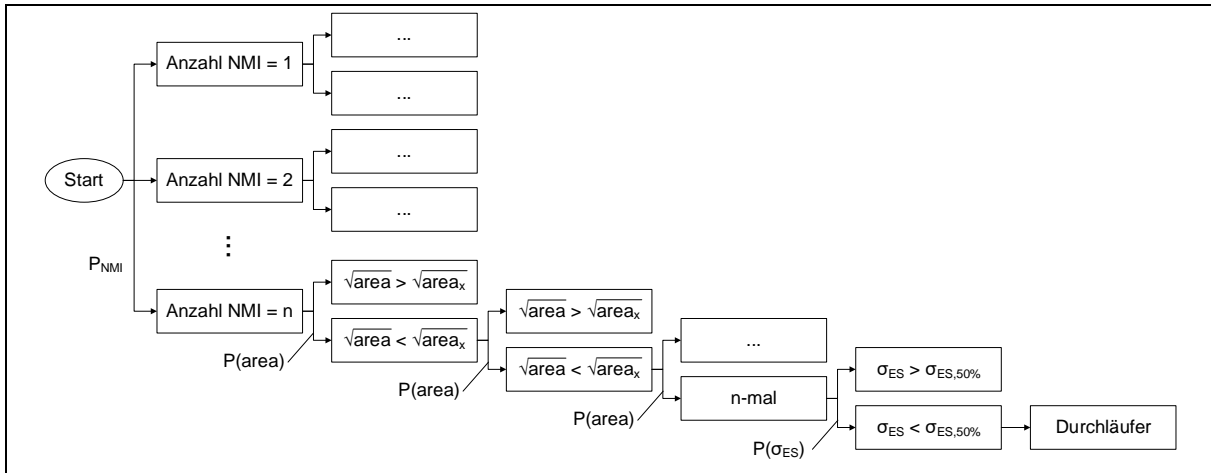 ...
Anzahl NMI = 1
...
...
Start
Anzahl NMI = 2
...
⋮
P_NMI
√area > √area_x
Anzahl NMI = n
√area > √area_x
√area < √area_x
P(area)
√area < √area_x
...
P(area)
n-mal
σ_ES > σ_ES,50%
P(area)
σ_ES < σ_ES,50%
Durchläufer
P(σ_ES)